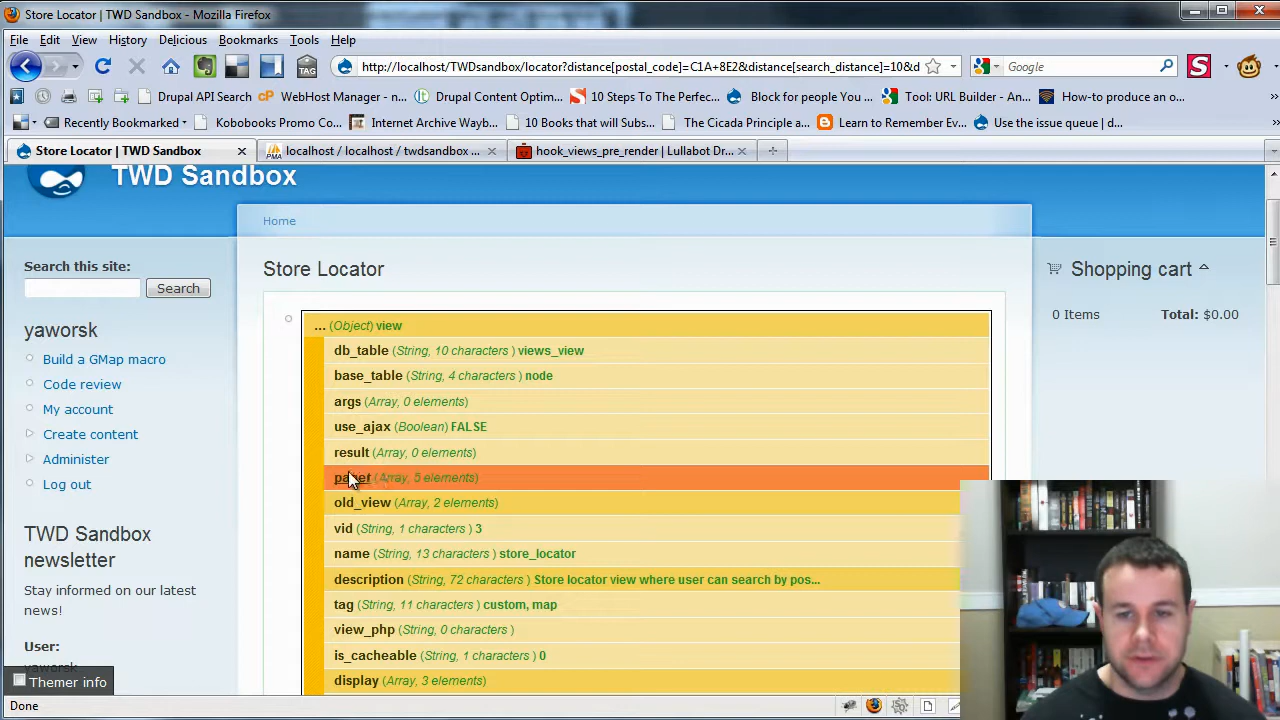 Store Locator | TWD Sandbox - Mozilla Firefox
File Edit View History Delicious Bookmarks Tools Help
TAG http://localhost/TWDsandbox/locator?distance[postal_code]=C1A+8E2&distance[search_distance]=10&d Google S
Drupal API Search cP WebHost Manager - n... Drupal Content Optim... S 10 Steps To The Perfec... Block for people You ... Tool: URL Builder - An... How-to produce an o... »
Recently Bookmarked Kobobooks Promo Co... Internet Archive Wayb... 10 Books that will Subs... The Cicada Principa... Learn to Remember Ev... Use the issue queue | d... »
Store Locator | TWD Sandbox PMA localhost / localhost / twdsandbox ... hook_views_pre_render | Lullabot Dr...
TWD Sandbox
Home
Search this site:
Search
yaworsk
Build a GMap macro
Code review
My account
Create content
Administer
Log out
TWD Sandbox
newsletter
Stay informed on our latest
news!
User:
yaworsk
Themer info
Store Locator
... (Object) view
db_table (String, 10 characters ) views_view
base_table (String, 4 characters ) node
args (Array, 0 elements)
use_ajax (Boolean) FALSE
result (Array, 0 elements)
pager (Array, 5 elements)
old_view (Array, 2 elements)
vid (String, 1 characters ) 3
name (String, 13 characters ) store_locator
description (String, 72 characters ) Store locator view where user can search by pos...
tag (String, 11 characters ) custom, map
view_php (String, 0 characters )
is_cacheable (String, 1 characters ) 0
display (Array, 3 elements)
Shopping cart
0 Items Total: $0.00
Done